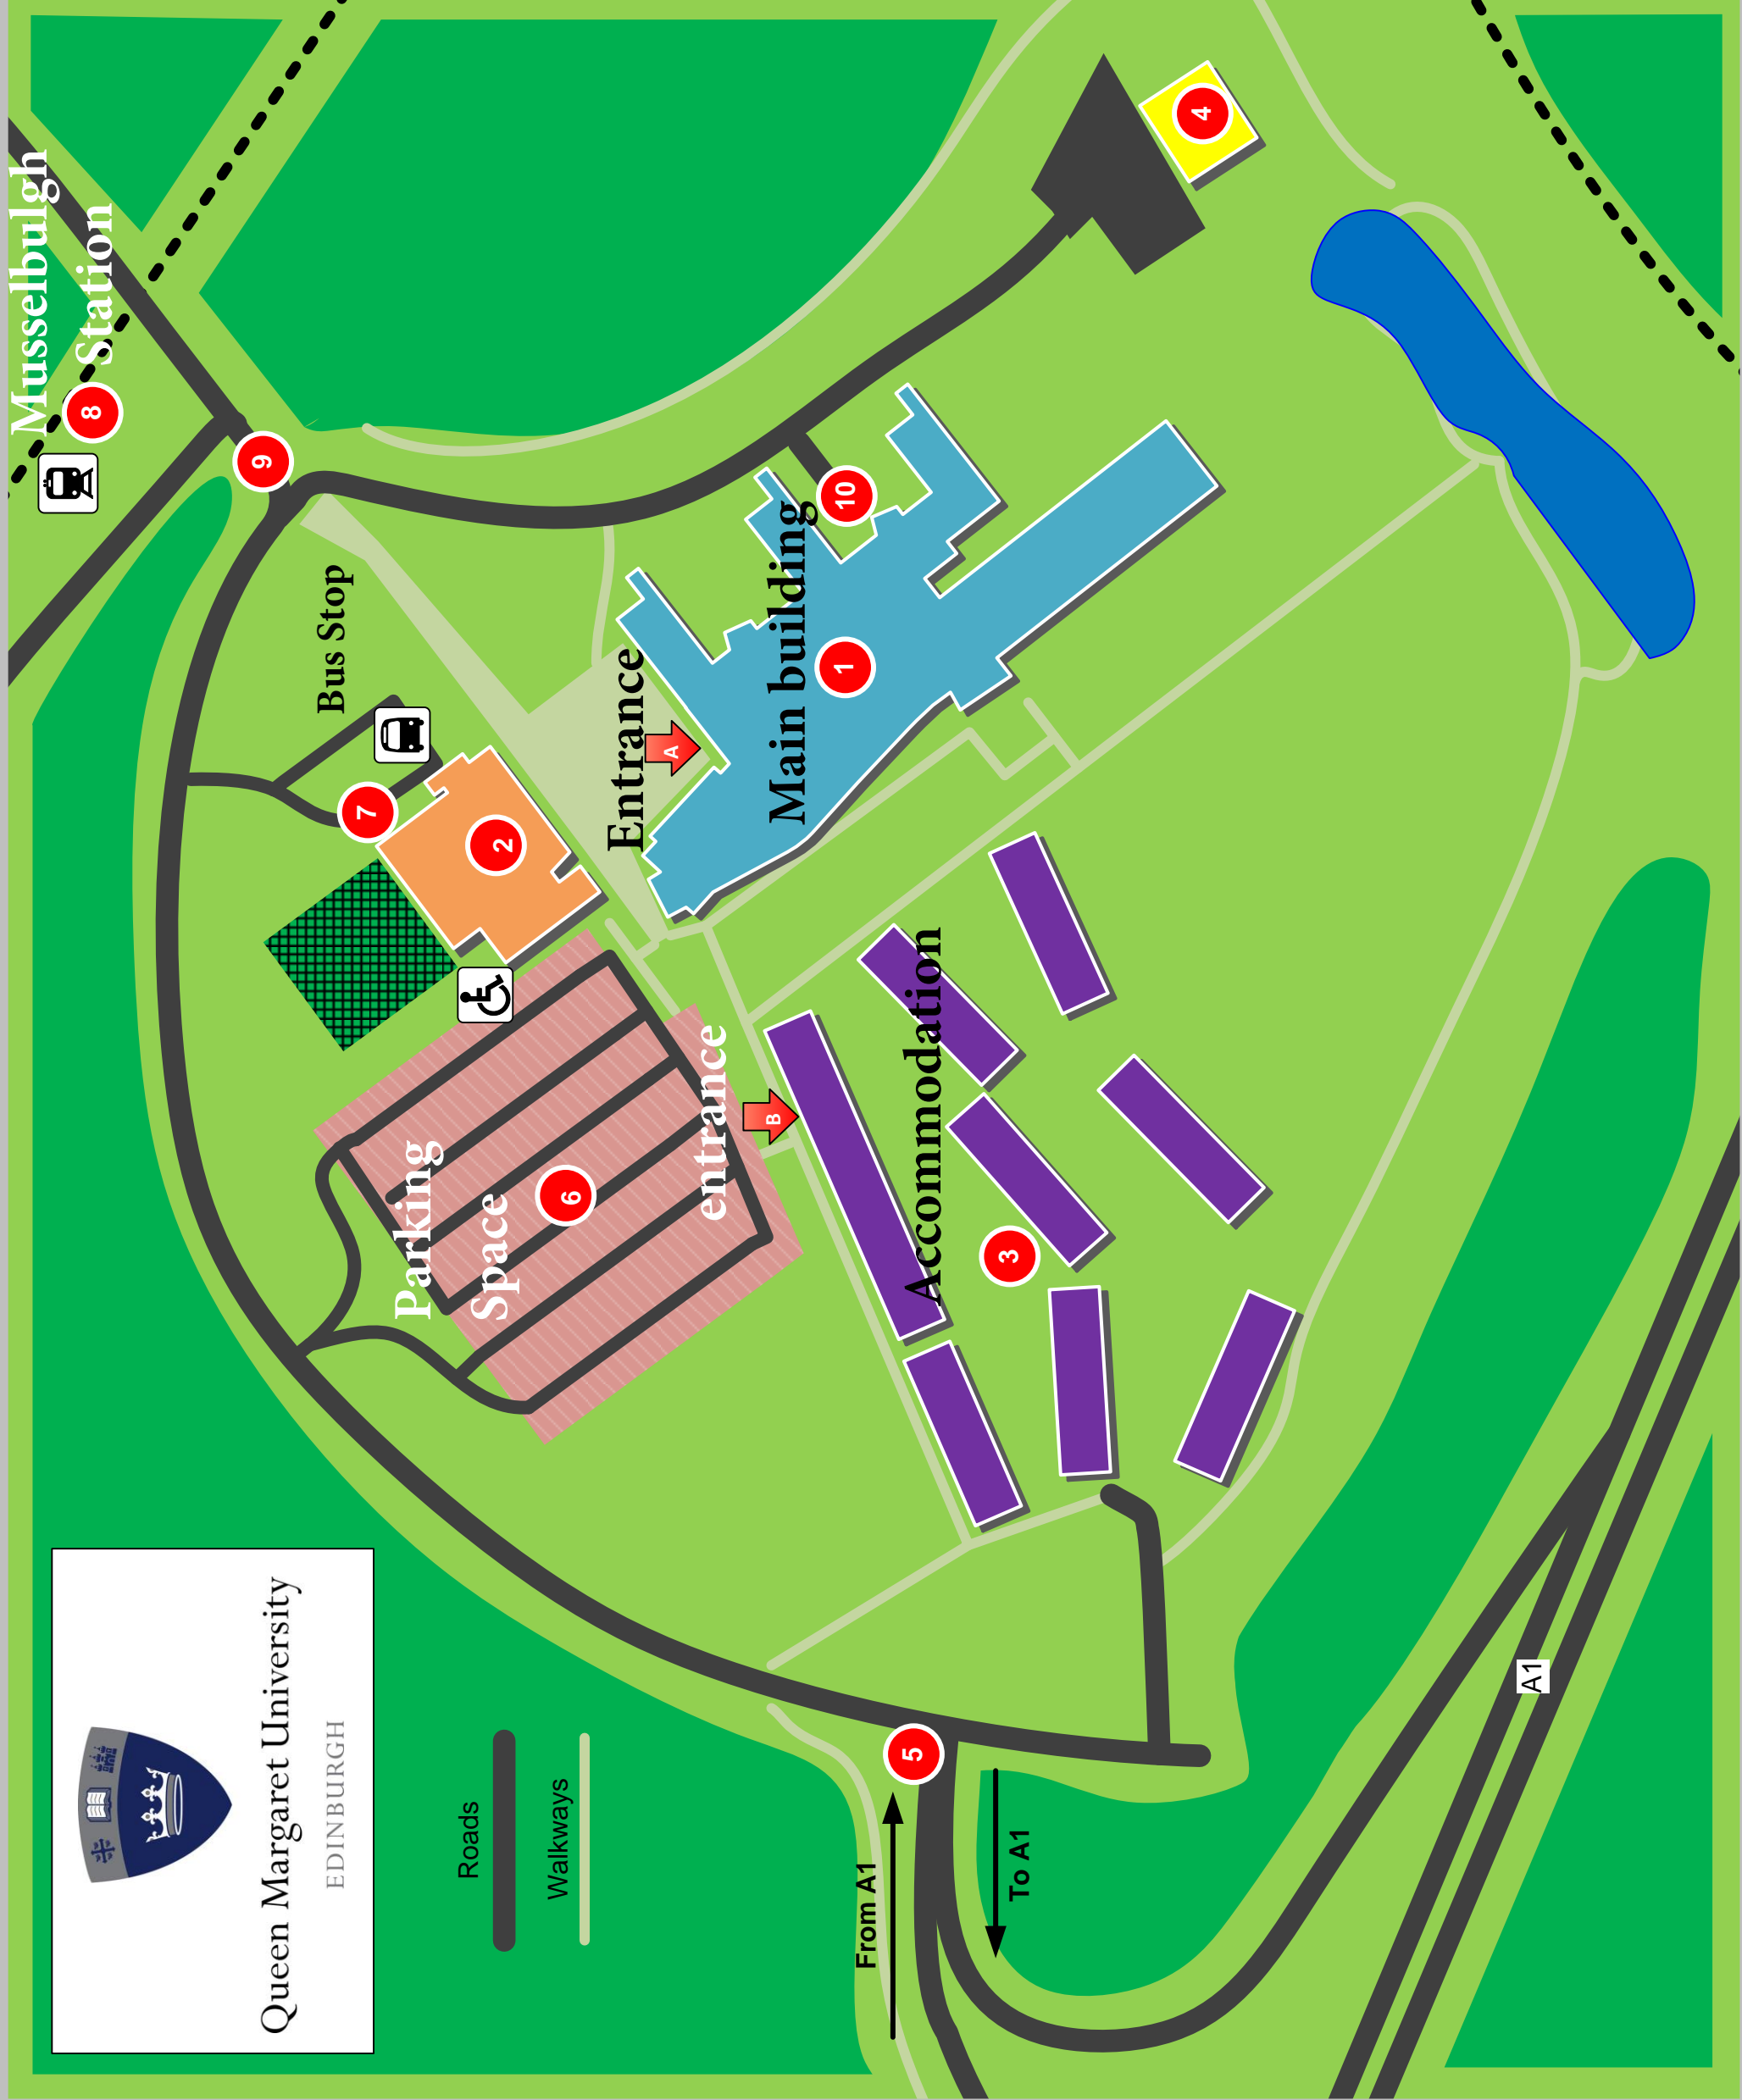 Queen Margaret University
EDINBURGH
Roads
Walkways
From A1
To A1
A1
5
Parking
Space
6
entrance
B
Accommodation
3
Bus Stop
7
2
Entrance
A
Main building
1
10
Musselbulgh
Station
8
9
4